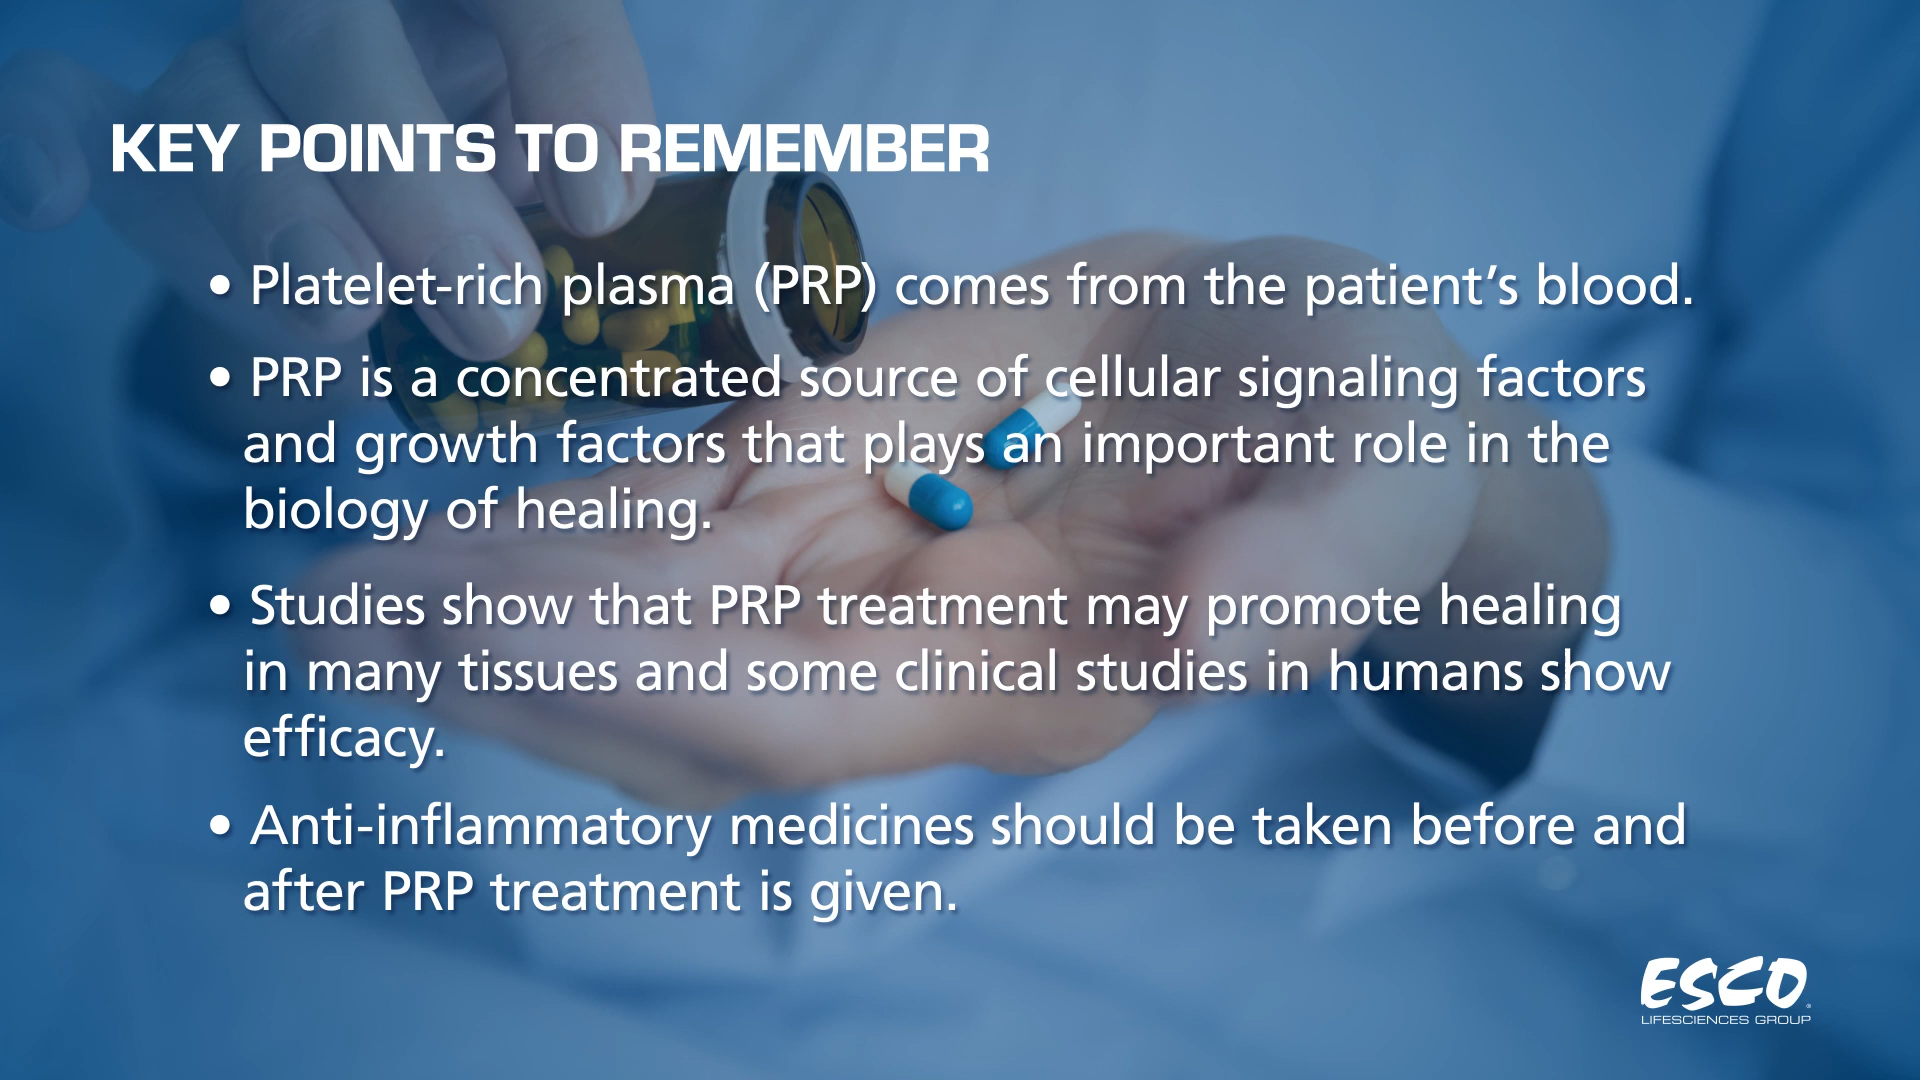 KEY POINTS TO REMEMBER
• Platelet-rich plasma (PRP) comes from the patient’s blood.
• PRP is a concentrated source of cellular signaling factors
and growth factors that plays an important role in the
biology of healing.
• Studies show that PRP treatment may promote healing
in many tissues and some clinical studies in humans show
efficacy.
• Anti-inflammatory medicines should be taken before and
after PRP treatment is given.
ESCO®
LIFESCIENCES GROUP